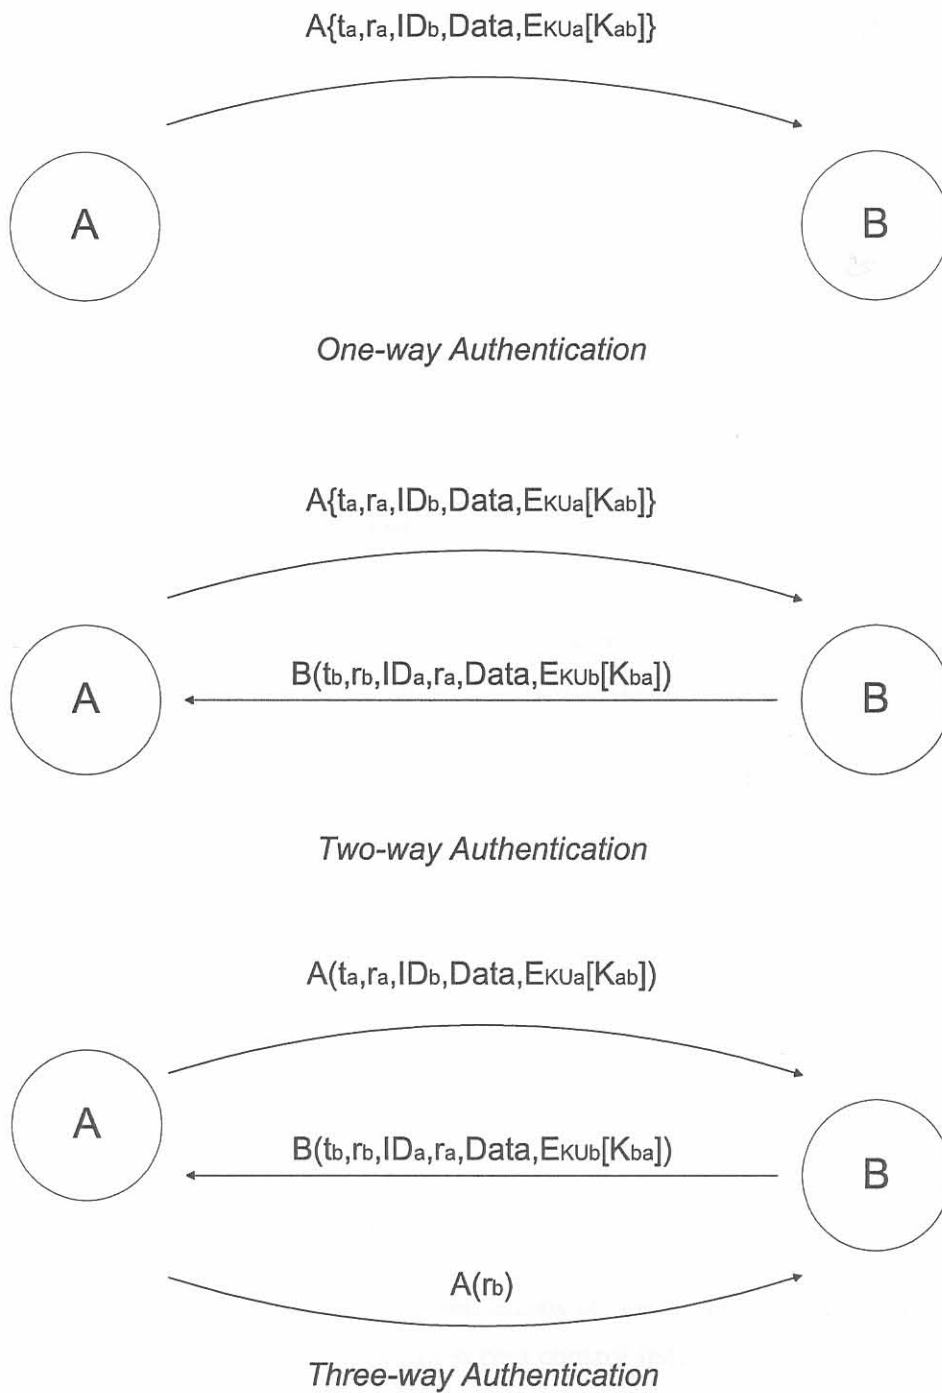 A{ta,ra,IDb,Data,EKUa[Kab]}
A
B
One-way Authentication
A{ta,ra,IDb,Data,EKUa[Kab]}
B(tb,rb,IDa,ra,Data,EKUb[Kba])
A
B
Two-way Authentication
A(ta,ra,IDb,Data,EKUa[Kab])
A
B(tb,rb,IDa,ra,Data,EKUb[Kba])
B
A(rb)
Three-way Authentication